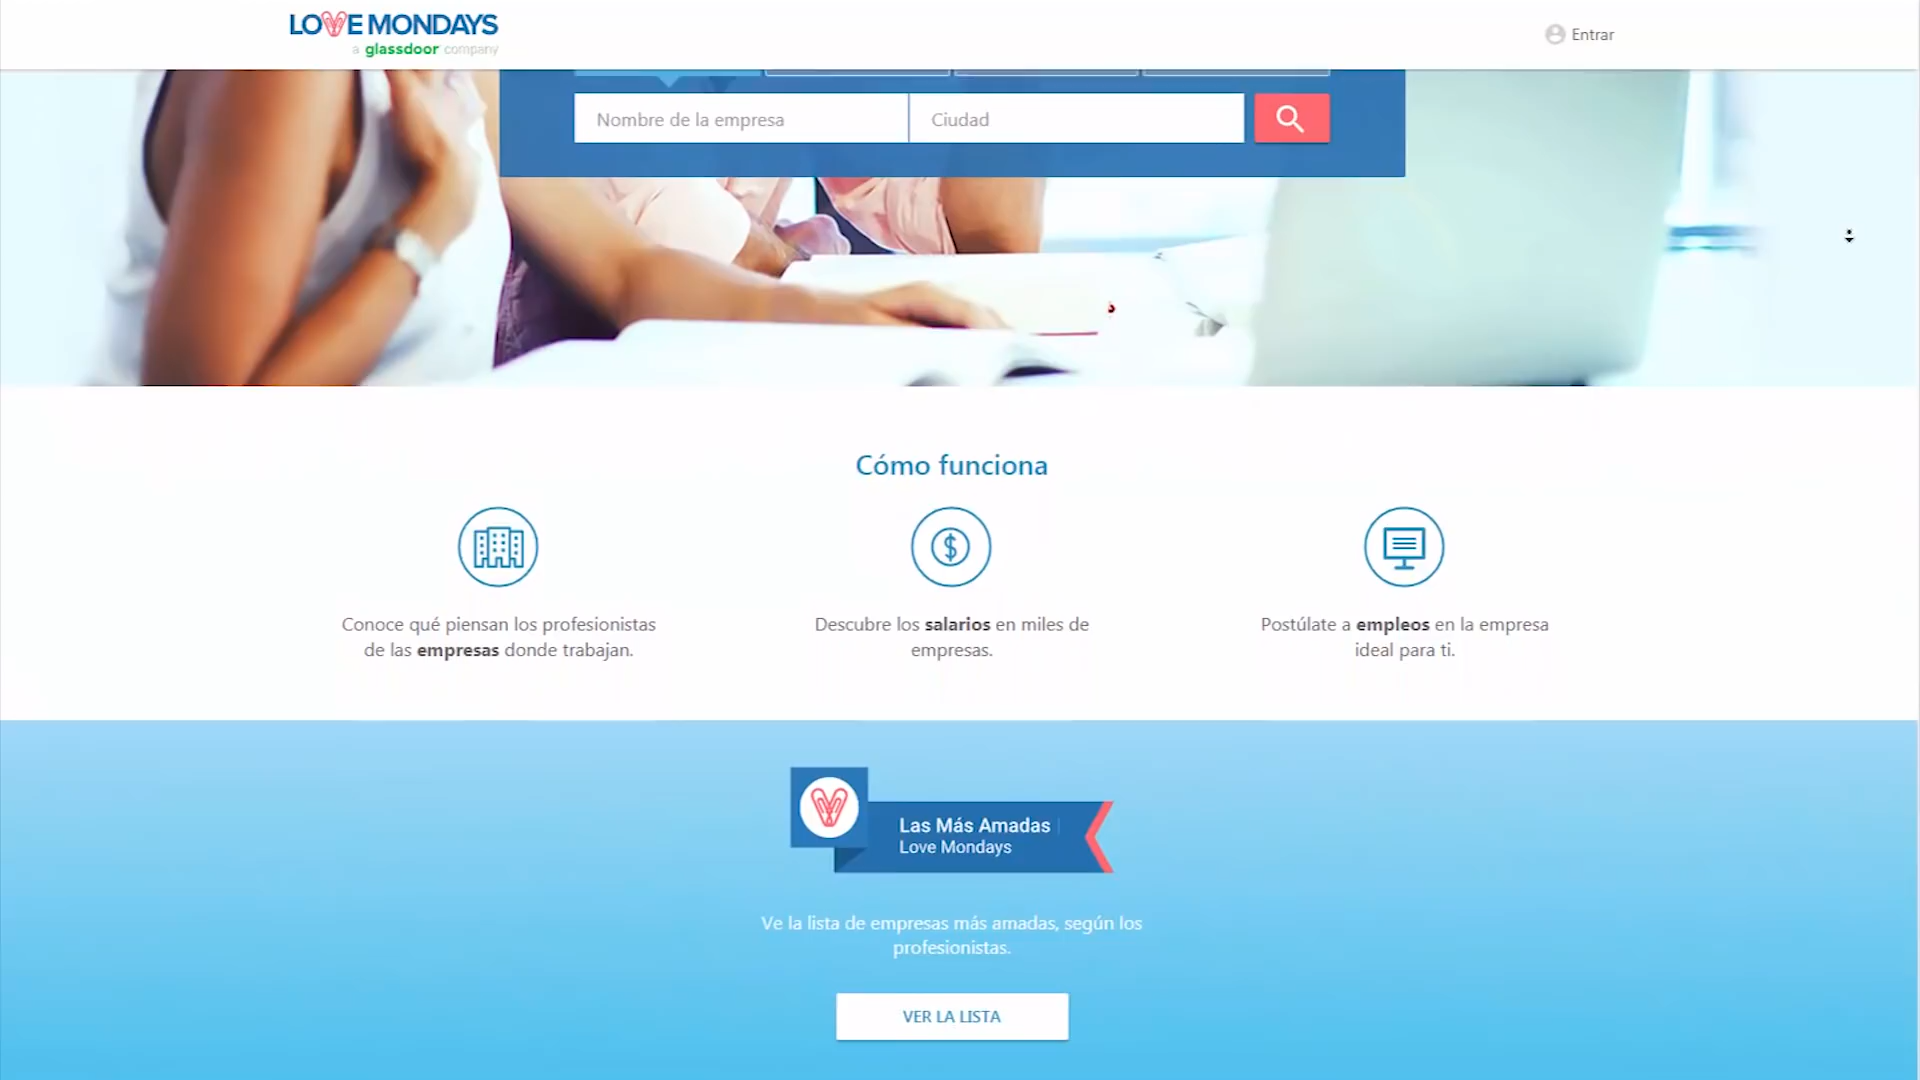 LOVE MONDAYS
a glassdoor company
Entrar
Nombre de la empresa
Ciudad
Cómo funciona
Conoce qué piensan los profesionistas
de las empresas donde trabajan.
Descubre los salarios en miles de
empresas.
Postúlate a empleos en la empresa
ideal para ti.
Las Más Amadas
Love Mondays
Ve la lista de empresas más amadas, según los
profesionistas.
VER LA LISTA